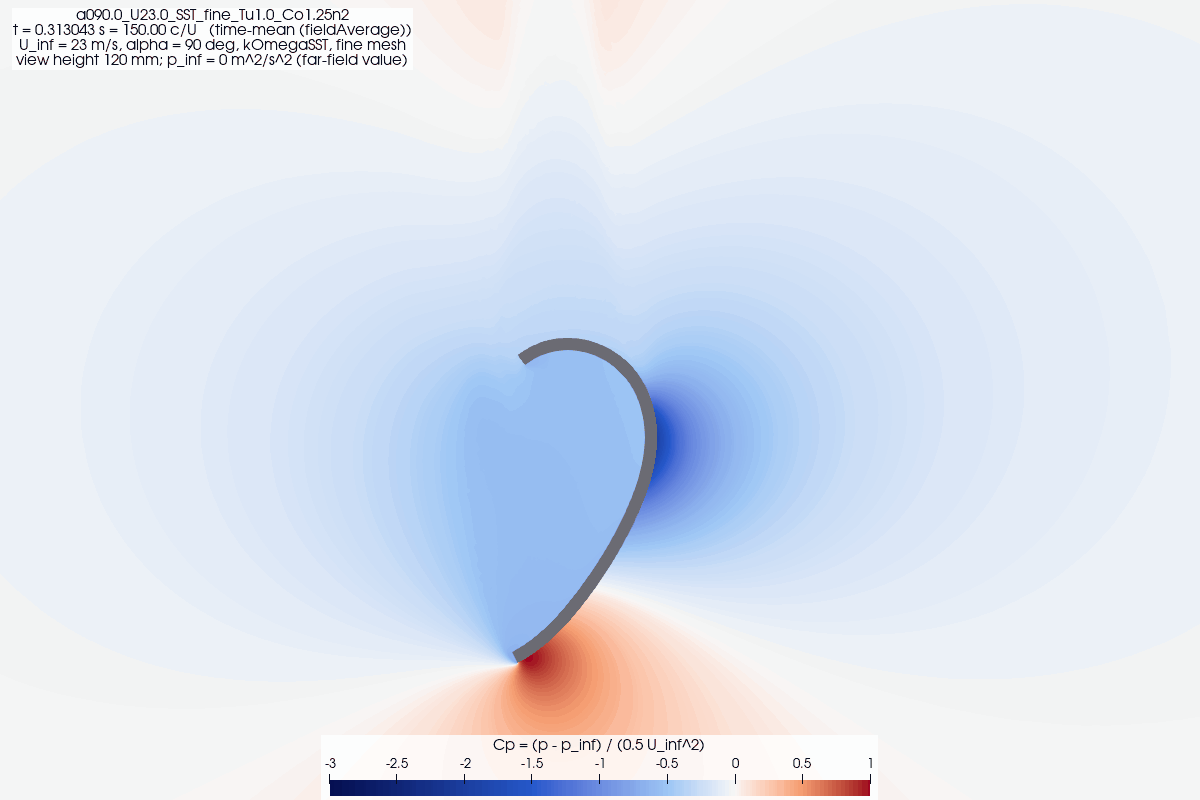 a090.0_U23.0_SST_fine_Tu1.0_Co1.25n2
t = 0.313043 s = 150.00 c/U (time-mean (fieldAverage))
U_inf = 23 m/s, alpha = 90 deg, kOmegaSST, fine mesh
view height 120 mm; p_inf = 0 m^2/s^2 (far-field value)
Cp = (p - p_inf) / (0.5 U_inf^2)
-3 -2.5 -2 -1.5 -1 -0.5 0 0.5 1